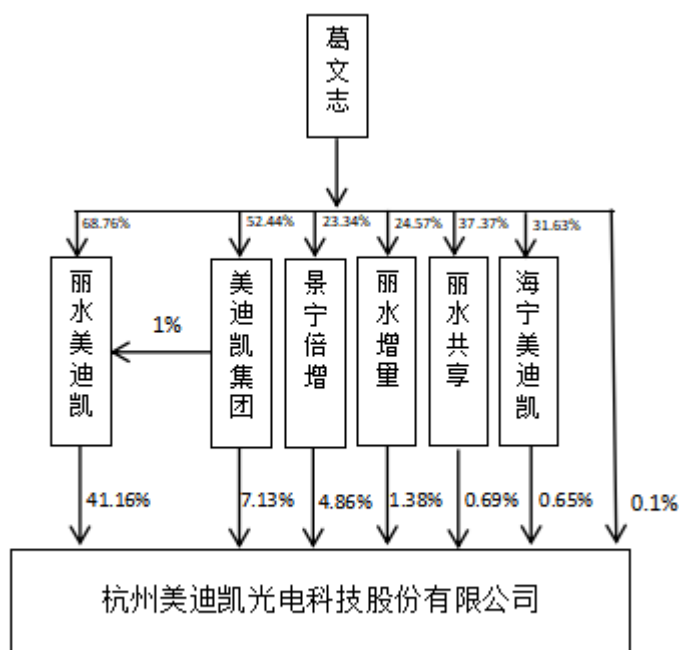 葛文志
68.76%
52.44%
23.34%
24.57%
37.37%
31.63%
丽水美迪凯
1%
美迪凯集团
景宁倍增
丽水增量
丽水共享
海宁美迪凯
41.16%
7.13%
4.86%
1.38%
0.69%
0.65%
0.1%
杭州美迪凯光电科技股份有限公司